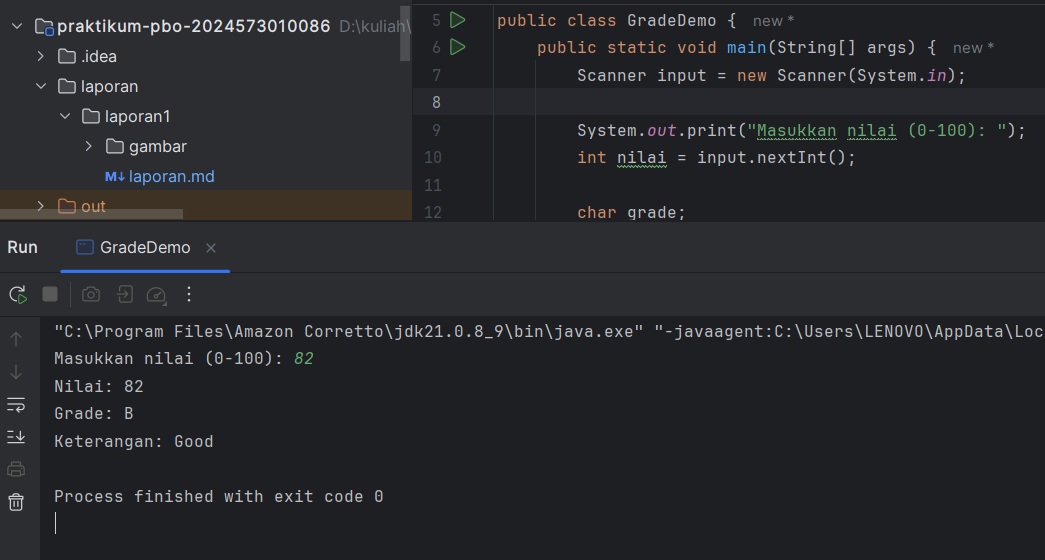 praktikum-pbo-2024573010086 D:\kuliah\
.idea
laporan
laporan1
gambar
M↓ laporan.md
out
5 public class GradeDemo { new *
6 public static void main(String[] args) { new *
7 Scanner input = new Scanner(System.in);
8
9 System.out.print("Masukkan nilai (0-100): ");
10 int nilai = input.nextInt();
11
12 char grade;
Run GradeDemo
"C:\Program Files\Amazon Corretto\jdk21.0.8_9\bin\java.exe" "-javaagent:C:\Users\LENOVO\AppData\Loc
Masukkan nilai (0-100): 82
Nilai: 82
Grade: B
Keterangan: Good
Process finished with exit code 0